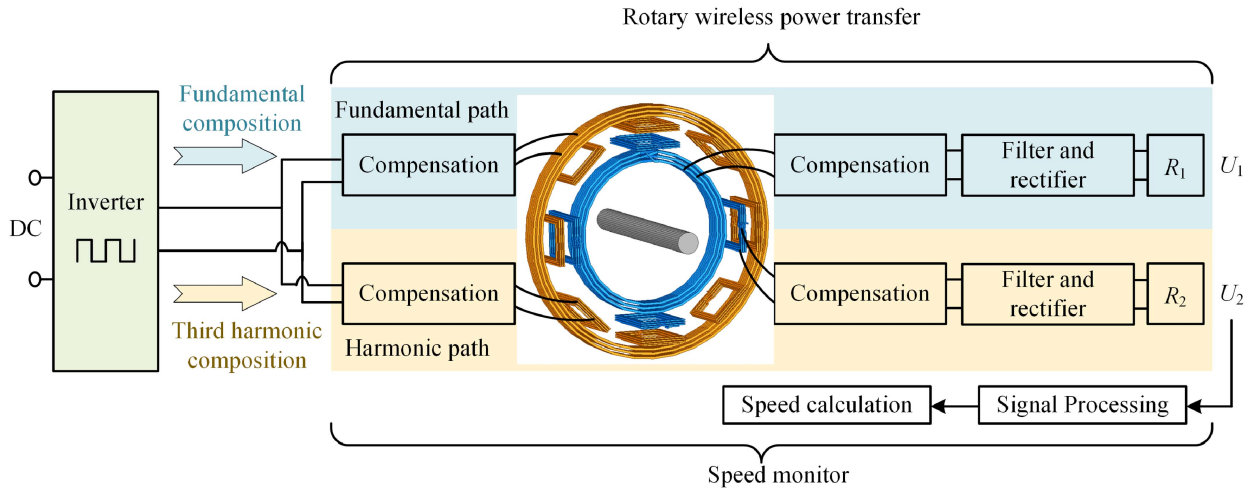 Rotary wireless power transfer
Fundamental
composition
Fundamental path
Compensation
Compensation
Filter and
rectifier
R1
U1
Inverter
DC
Compensation
Compensation
Filter and
rectifier
R2
U2
Third harmonic
composition
Harmonic path
Speed calculation
Signal Processing
Speed monitor